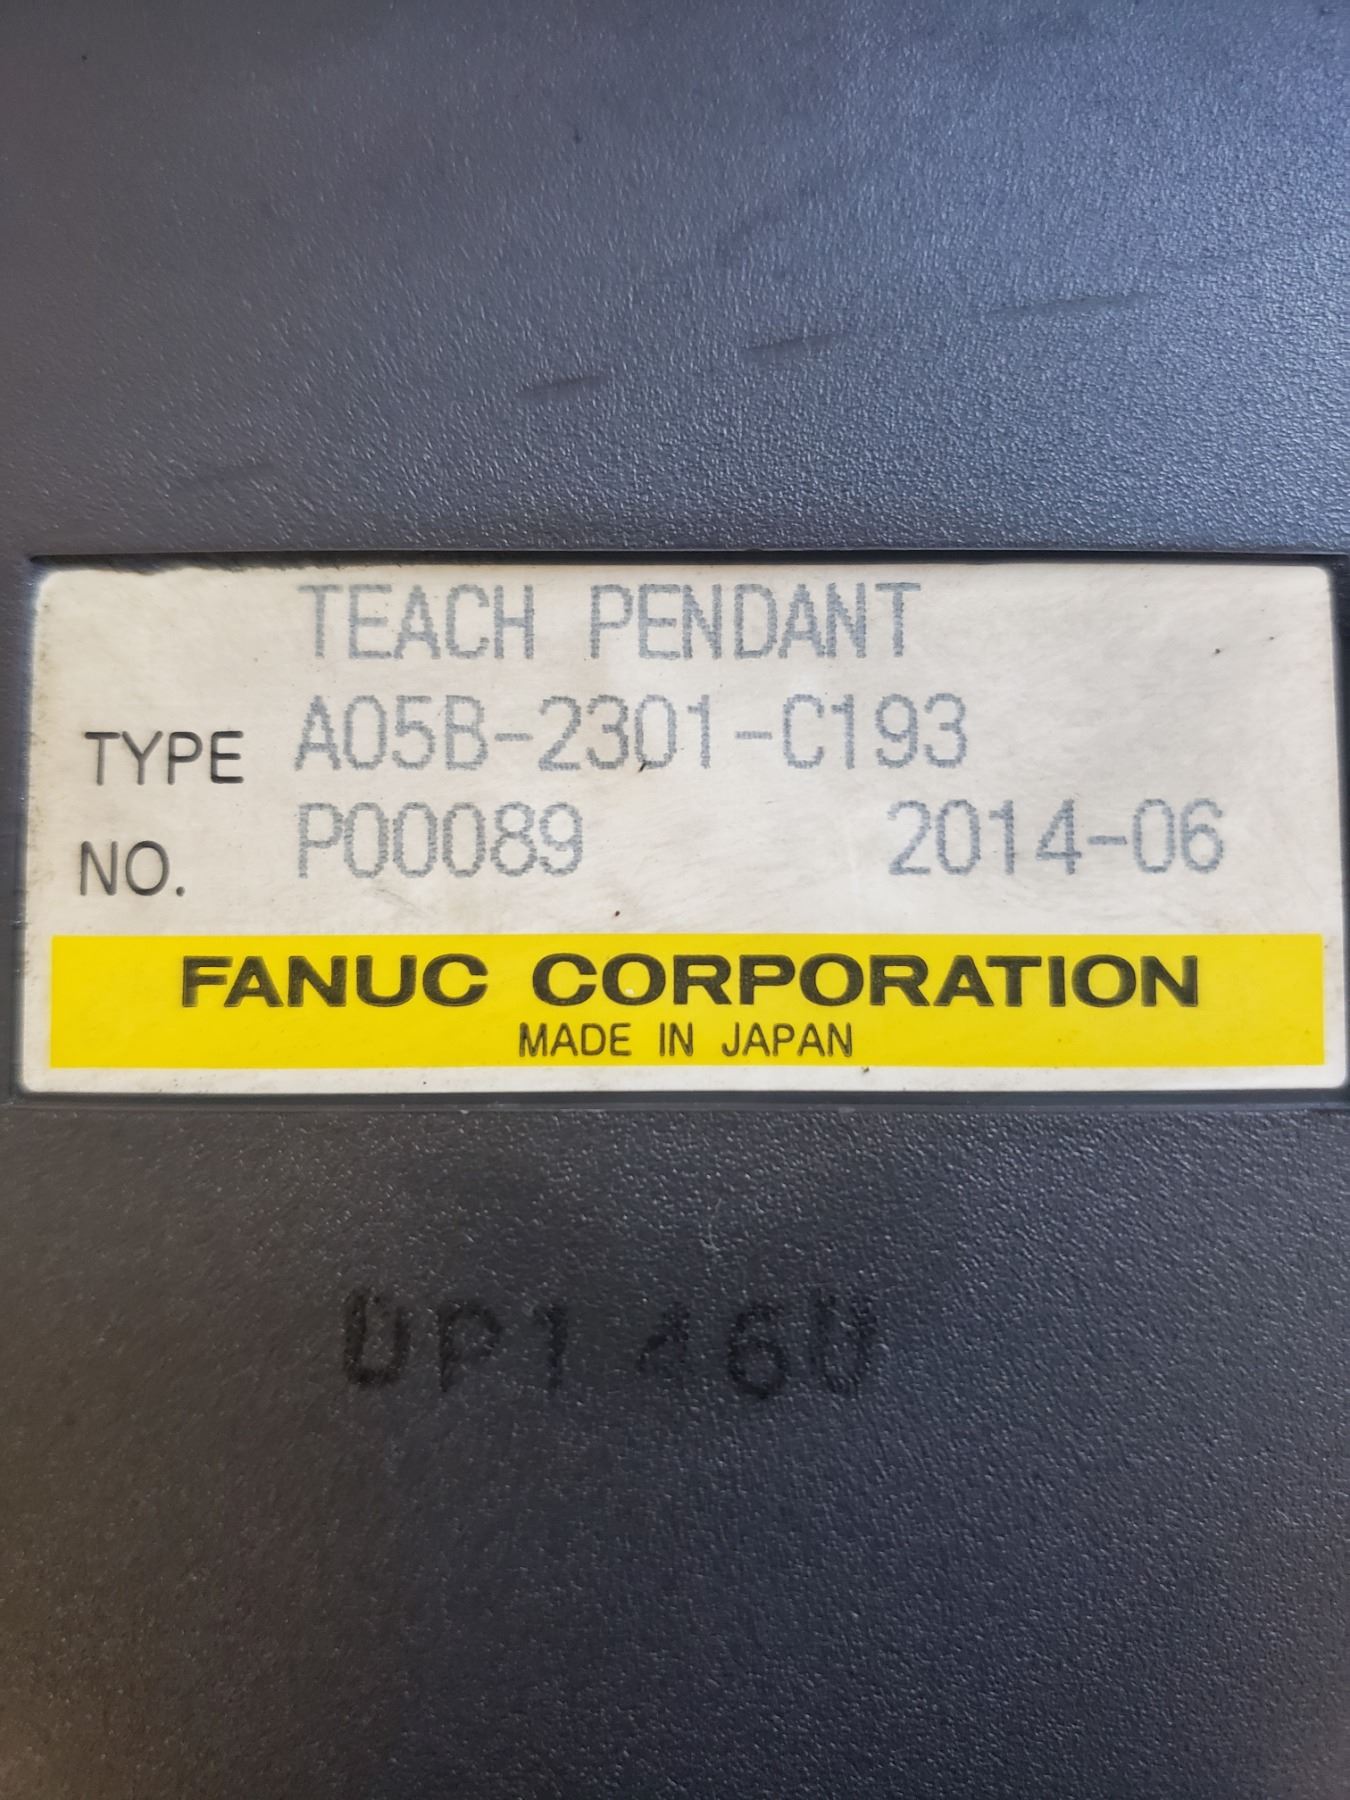 TEACH PENDANT
TYPE A05B-2301-C193
NO. P00089 2014-06
FANUC CORPORATION
MADE IN JAPAN